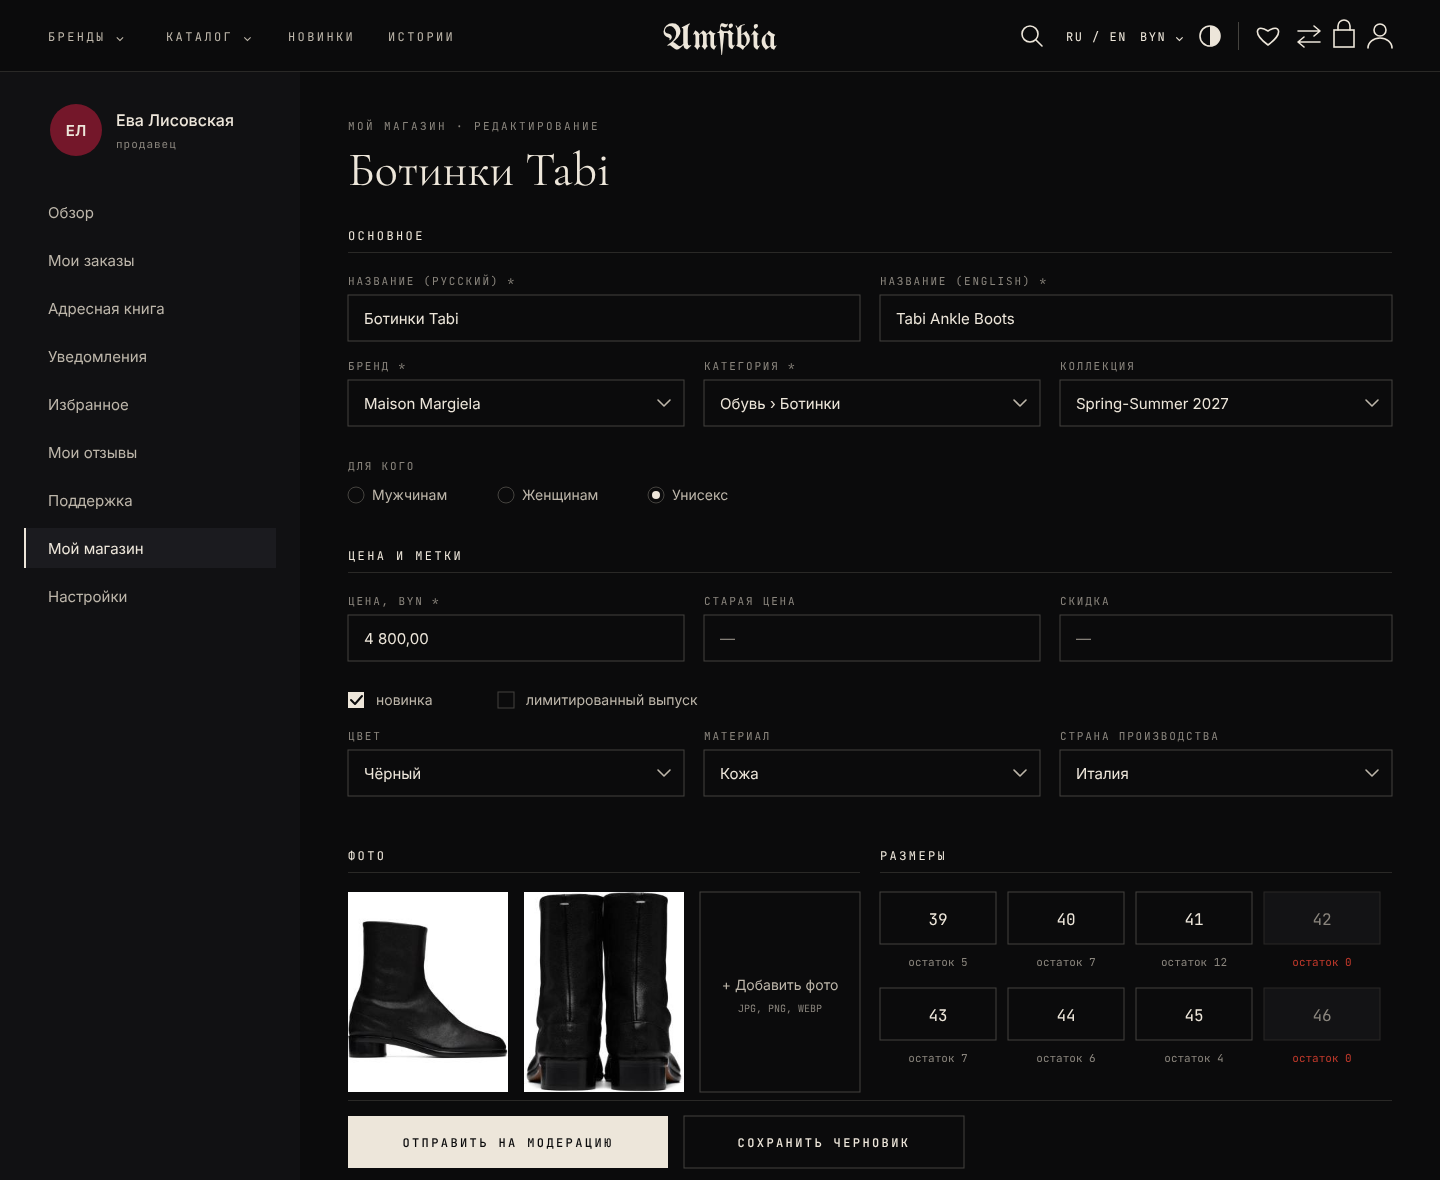 БРЕНДЫ КАТАЛОГ НОВИНКИ ИСТОРИИ Amfibia RU / EN BYN
ЕЛ
Ева Лисовская
продавец
Обзор
Мои заказы
Адресная книга
Уведомления
Избранное
Мои отзывы
Поддержка
Мой магазин
Настройки
МОЙ МАГАЗИН · РЕДАКТИРОВАНИЕ
Ботинки Tabi
ОСНОВНОЕ
НАЗВАНИЕ (РУССКИЙ) * НАЗВАНИЕ (ENGLISH) *
Ботинки Tabi Tabi Ankle Boots
БРЕНД * КАТЕГОРИЯ * КОЛЛЕКЦИЯ
Maison Margiela Обувь › Ботинки Spring-Summer 2027
ДЛЯ КОГО
Мужчинам Женщинам Унисекс
ЦЕНА И МЕТКИ
ЦЕНА, BYN * СТАРАЯ ЦЕНА СКИДКА
4 800,00 — —
новинка лимитированный выпуск
ЦВЕТ МАТЕРИАЛ СТРАНА ПРОИЗВОДСТВА
Чёрный Кожа Италия
ФОТО РАЗМЕРЫ
+ Добавить фото
JPG, PNG, WEBP
39 40 41 42
остаток 5 остаток 7 остаток 12 остаток 0
43 44 45 46
остаток 7 остаток 6 остаток 4 остаток 0
ОТПРАВИТЬ НА МОДЕРАЦИЮ СОХРАНИТЬ ЧЕРНОВИК